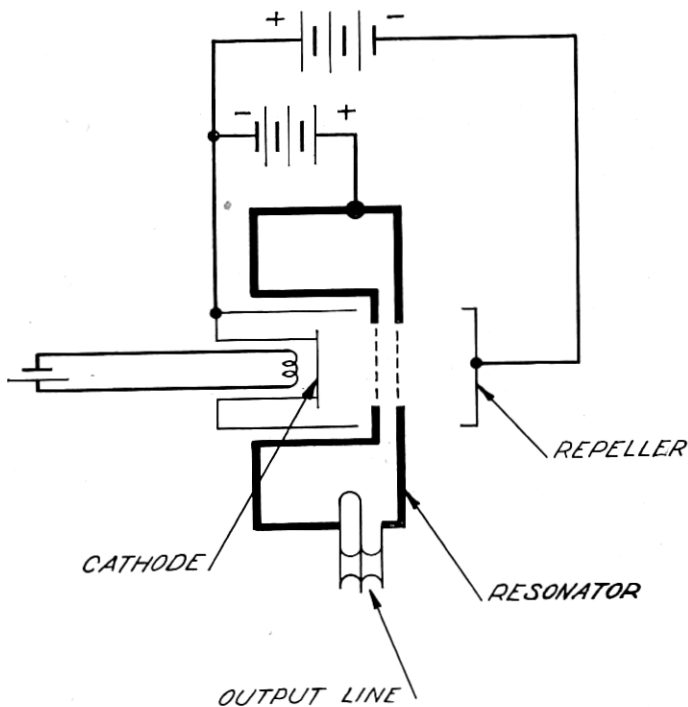 + -
- +
REPELLER
CATHODE
RESONATOR
OUTPUT LINE